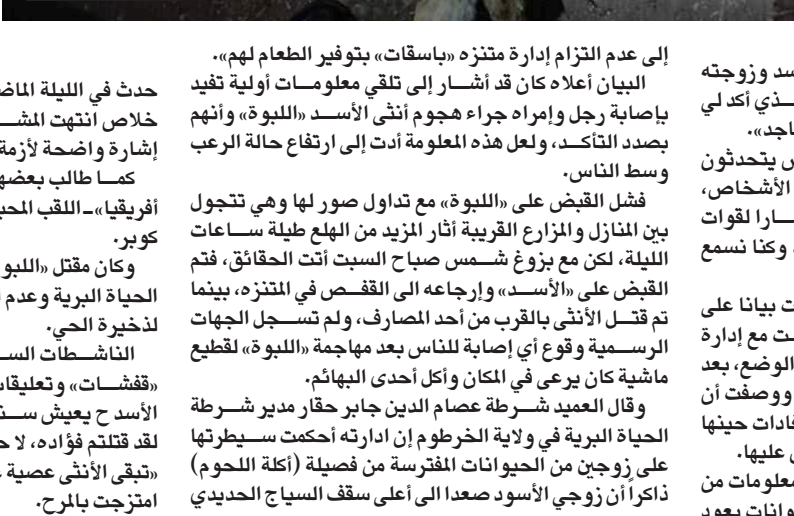 سد وزوجته
ـذي أكد لي
اجد».
س يتحدثون
الأشخاص،
ـارا لقوات
وكنا نسمع
ت بيانا على
ـت مع إدارة
الوضع، بعد
ووصفت أن
ـادات حينها
عليها.
معلومات من
وانات يعود
إلى عدم التزام إدارة متنزه «باسقات» بتوفير الطعام لهم».
البيان أعلاه كان قد أشار إلى تلقي معلومات أولية تفيد
بإصابة رجل وإمراه جراء هجوم أنثى الأسد «اللبوة» وأنهم
بصدد التأكد، ولعل هذه المعلومة أدت إلى ارتفاع حالة الرعب
وسط الناس.
فشل القبض على «اللبوة» مع تداول صور لها وهي تتجول
بين المنازل والمزارع القريبة أثار المزيد من الهلع طيلة ساعات
الليلة، لكن مع بزوغ شمس صباح السبت أتت الحقائق، فتم
القبض على «الأسد» وإرجاعه الى القفص في المتنزه، بينما
تم قتل الأنثى بالقرب من أحد المصارف، ولم تسجل الجهات
الرسمية وقوع أي إصابة للناس بعد مهاجمة «اللبوة» لقطيع
ماشية كان يرعى في المكان وأكل أحدى البهائم.
وقال العميد شرطة عصام الدين جابر حقار مدير شرطة
الحياة البرية في ولاية الخرطوم إن ادارته أحكمت سيطرتها
على زوجين من الحيوانات المفترسة من فصيلة (أكلة اللحوم)
ذاكراً أن زوجي الأسود صعدا الى أعلى سقف السياج الحديدي
حدث في الليلة الماض
خلاص انتهت المشـ
إشارة واضحة لأزمة
كما طالب بعضه
أفريقيا»ـ اللقب المحب
كوبر.
وكان مقتل «اللبو
الحياة البرية وعدم ا
لذخيرة الحي.
الناشطات السـ
«قفشات» وتعليقات
الأسد ح يعيش سـ
لقد قتلتم فؤاده، لا ح
«تبقى الأنثى عصية
امتزجت بالمرح.